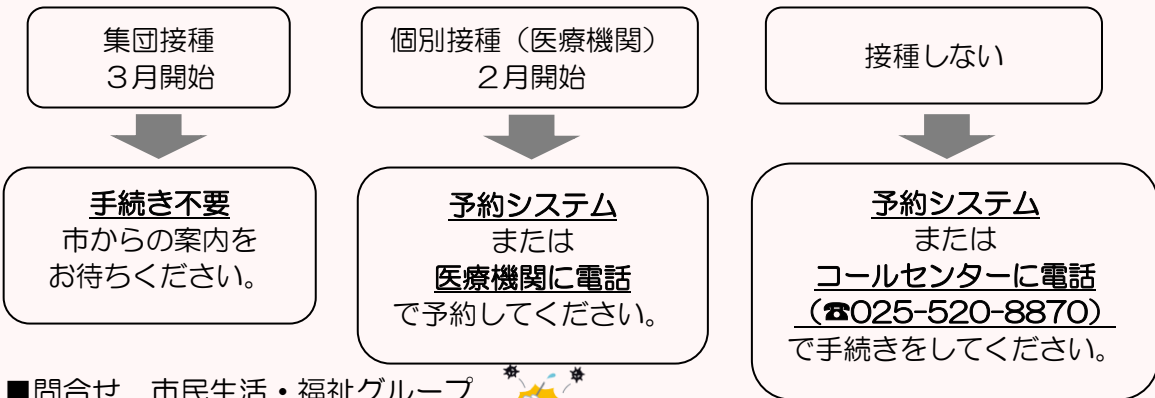 集団接種
３月開始
手続き不要
市からの案内を
お待ちください。
個別接種（医療機関）
２月開始
予約システム
または
医療機関に電話
で予約してください。
接種しない
予約システム
または
コールセンターに電話
（☎025-520-8870）
で手続きをしてください。
■問合せ　市民生活・福祉グループ